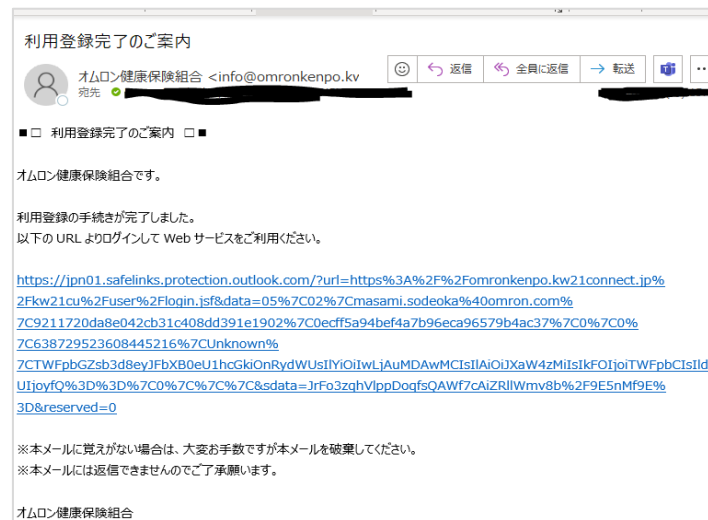 利用登録完了のご案内
オムロン健康保険組合 <info@omronkenpo.kv
返信
全員に返信
転送
宛先
■□ 利用登録完了のご案内 □■
オムロン健康保険組合です。
利用登録の手続きが完了しました。
以下の URL よりログインして Web サービスをご利用ください。
https://jpn01.safelinks.protection.outlook.com/?url=https%3A%2F%2Fomronkenpo.kw21connect.jp%
2Fkw21cu%2Fuser%2Flogin.jsf&data=05%7C02%7Cmasami.sodeoka%40omron.com%
7C9211720da8e042cb31c408dd391e1902%7C0ecff5a94bef4a7b96eca96579b4ac37%7C0%7C0%
7C638729523608445216%7CUnknown%
7CTWFpbGZsb3d8eyJFbXB0eU1hcGkiOnRydWUsIlYiOiIwLjAuMDAwMCIsIlAiOiJXaW4zMiIsIkFOIjoiTWFpbCIsIld
UIjoyfQ%3D%3D%7C0%7C%7C%7C&sdata=JrFo3zqhVlppDoqfsQAWf7cAiZRllWmv8b%2F9E5nMf9E%
3D&reserved=0
※本メールに覚えがない場合は、大変お手数ですが本メールを破棄してください。
※本メールには返信できませんのでご了承願います。
オムロン健康保険組合